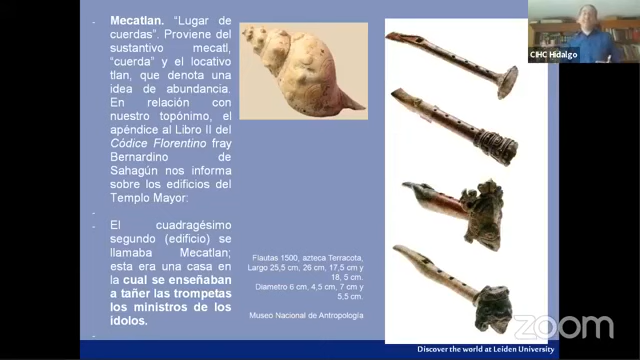 Mecatlan. “Lugar de
cuerdas”. Proviene del
sustantivo mecatl,
“cuerda” y el locativo
tlan, que denota una
idea de abundancia.
En relación con
nuestro topónimo, el
apéndice al Libro II del
Códice Florentino fray
Bernardino de
Sahagún nos informa
sobre los edificios del
Templo Mayor:
El cuadragésimo
segundo (edificio) se
llamaba Mecatlan;
esta era una casa en
la cual se enseñaban
a tañer las trompetas
los ministros de los
ídolos.
Flautas 1500, azteca Terracota,
Largo 25,5 cm, 26 cm, 17,5 cm y
18, 5 cm.
Diametro 6 cm, 4,5 cm, 7 cm y
5,5 cm.
Museo Nacional de Antropología
CIHC Hidalgo
zoom
Discover the world at Leiden University